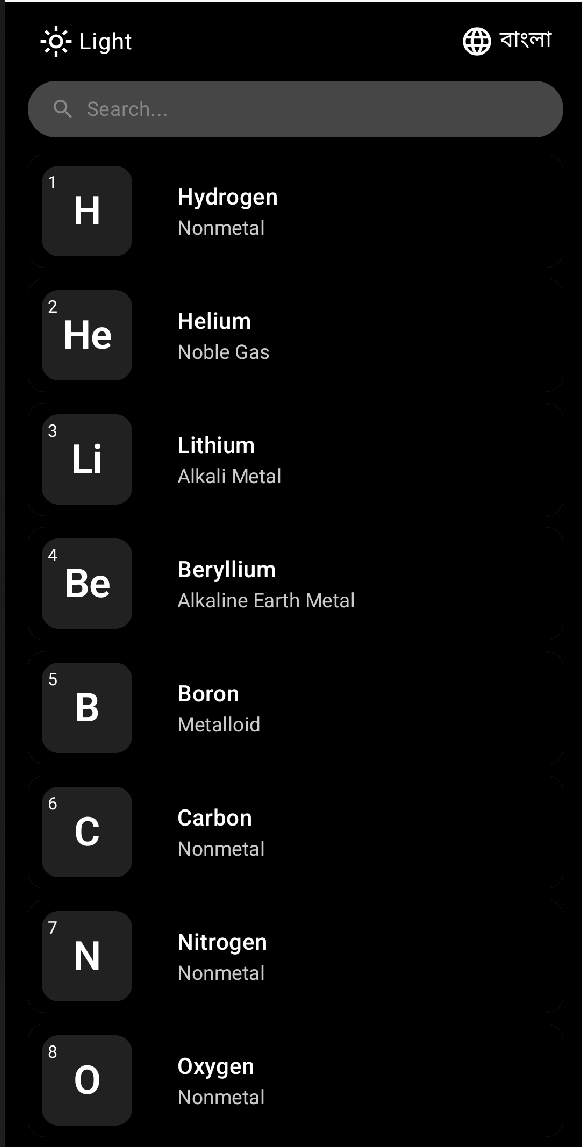 Light
বাংলা
Search...
1
H
Hydrogen
Nonmetal
2
He
Helium
Noble Gas
3
Li
Lithium
Alkali Metal
4
Be
Beryllium
Alkaline Earth Metal
5
B
Boron
Metalloid
6
C
Carbon
Nonmetal
7
N
Nitrogen
Nonmetal
8
O
Oxygen
Nonmetal